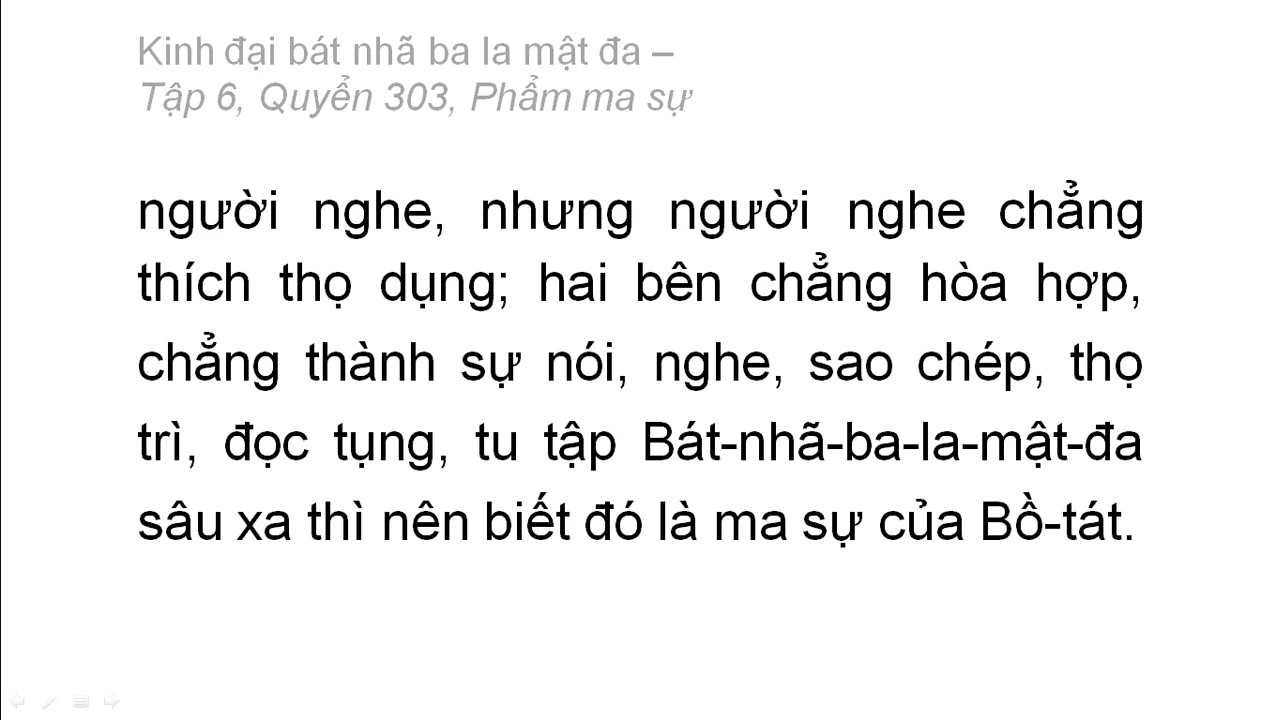 Kinh đại bát nhã ba la mật đa –
Tập 6, Quyển 303, Phẩm ma sự
người nghe, nhưng người nghe chẳng
thích thọ dụng; hai bên chẳng hòa hợp,
chẳng thành sự nói, nghe, sao chép, thọ
trì, đọc tụng, tu tập Bát-nhã-ba-la-mật-đa
sâu xa thì nên biết đó là ma sự của Bồ-tát.